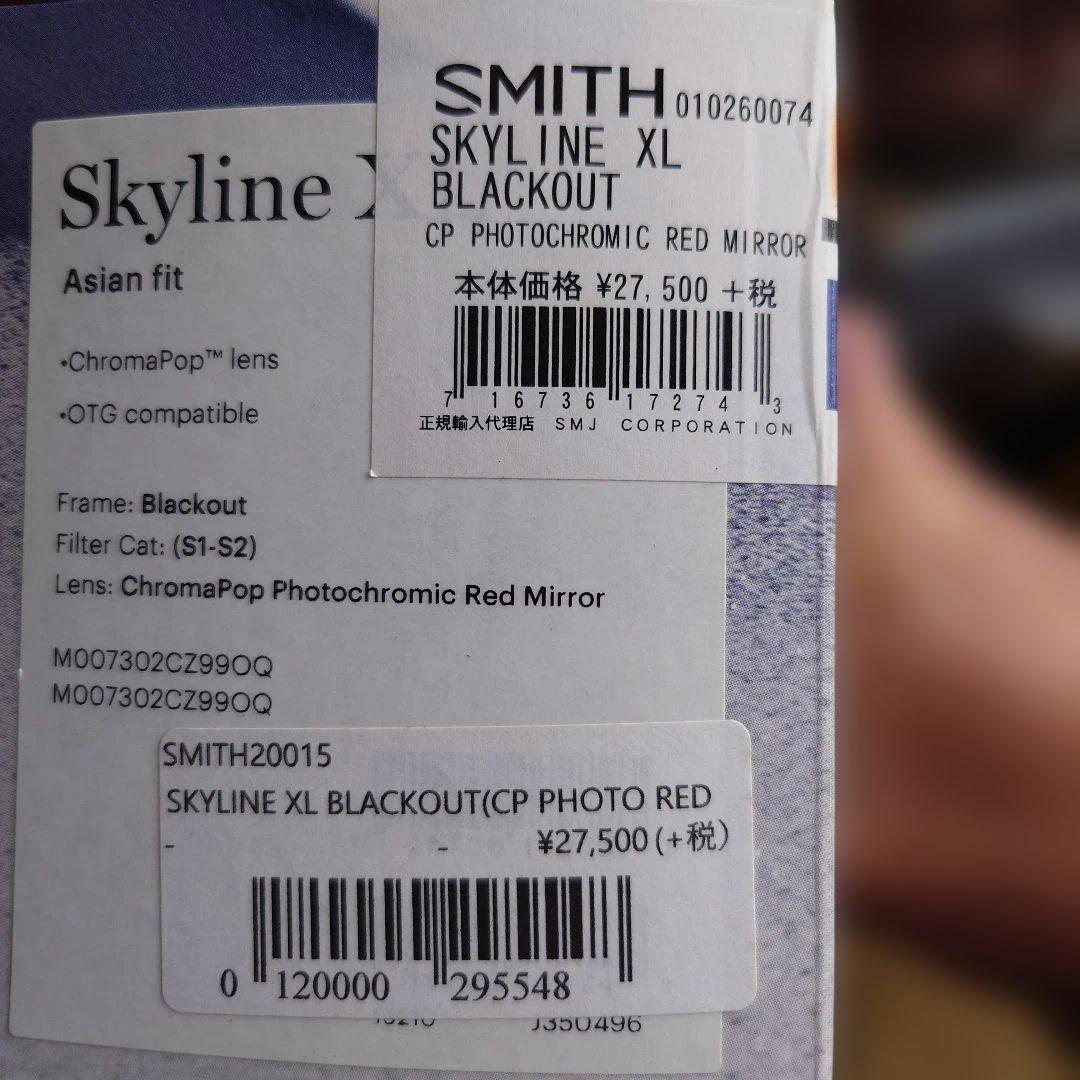 SMITH 010260074
SKYLINE XL
BLACKOUT
CP PHOTOCHROMIC RED MIRROR
本体価格 ¥27,500 +税
7 16736 17274 3
正規輸入代理店 SMJ CORPORATION
Skyline X
Asian fit
•ChromaPop™ lens
•OTG compatible
Frame: Blackout
Filter Cat: (S1-S2)
Lens: ChromaPop Photochromic Red Mirror
M007302CZ99OQ
M007302CZ99OQ
SMITH20015
SKYLINE XL BLACKOUT(CP PHOTO RED
- - ¥27,500(+税)
0 120000 295548
J350496